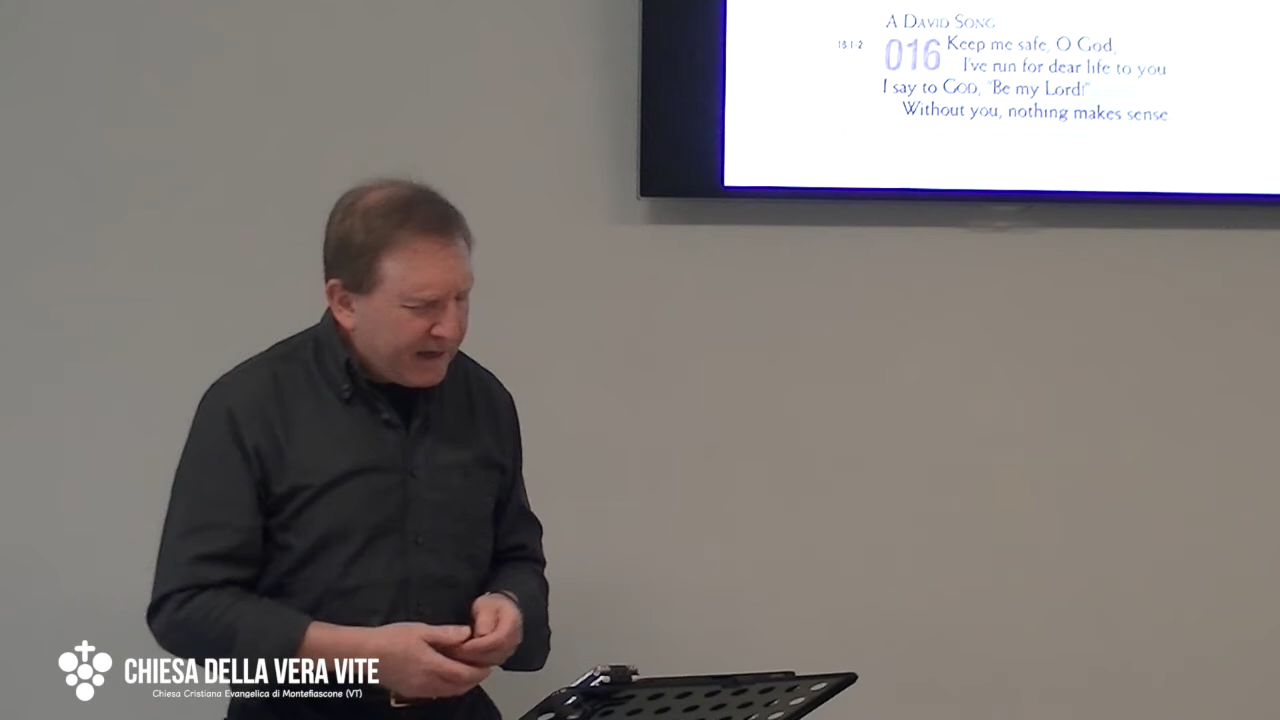 A DAVID SONG
16 1-2
016 Keep me safe, O God,
I've run for dear life to you
I say to GOD, "Be my Lord!"
Without you, nothing makes sense
CHIESA DELLA VERA VITE
Chiesa Cristiana Evangelica di Montefiascone (VT)